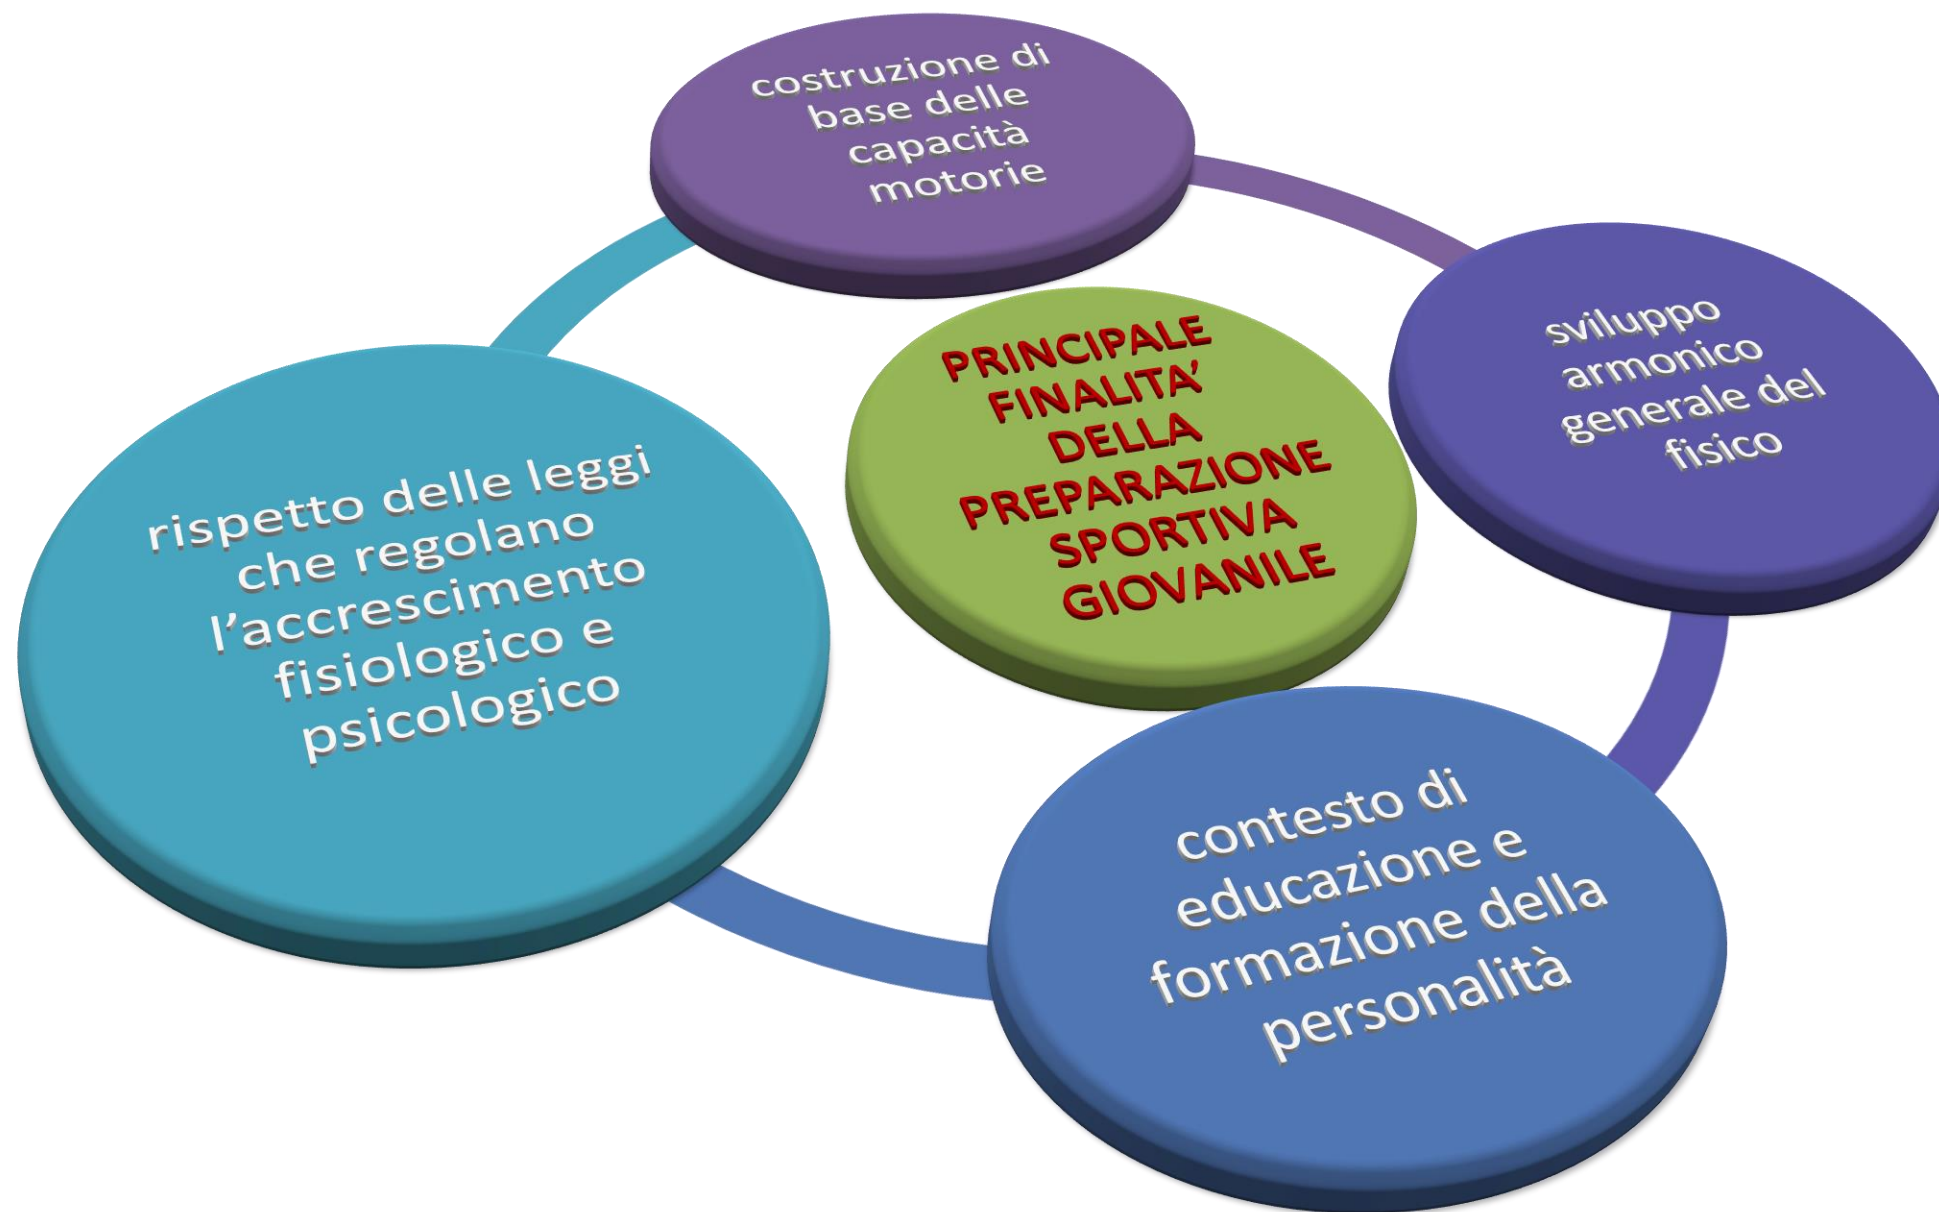 costruzione di
base delle
capacità
motorie
sviluppo
armonico
generale del
fisico
PRINCIPALE
FINALITA’
DELLA
PREPARAZIONE
SPORTIVA
GIOVANILE
rispetto delle leggi
che regolano
l’accrescimento
fisiologico e
psicologico
contesto di
educazione e
formazione della
personalità